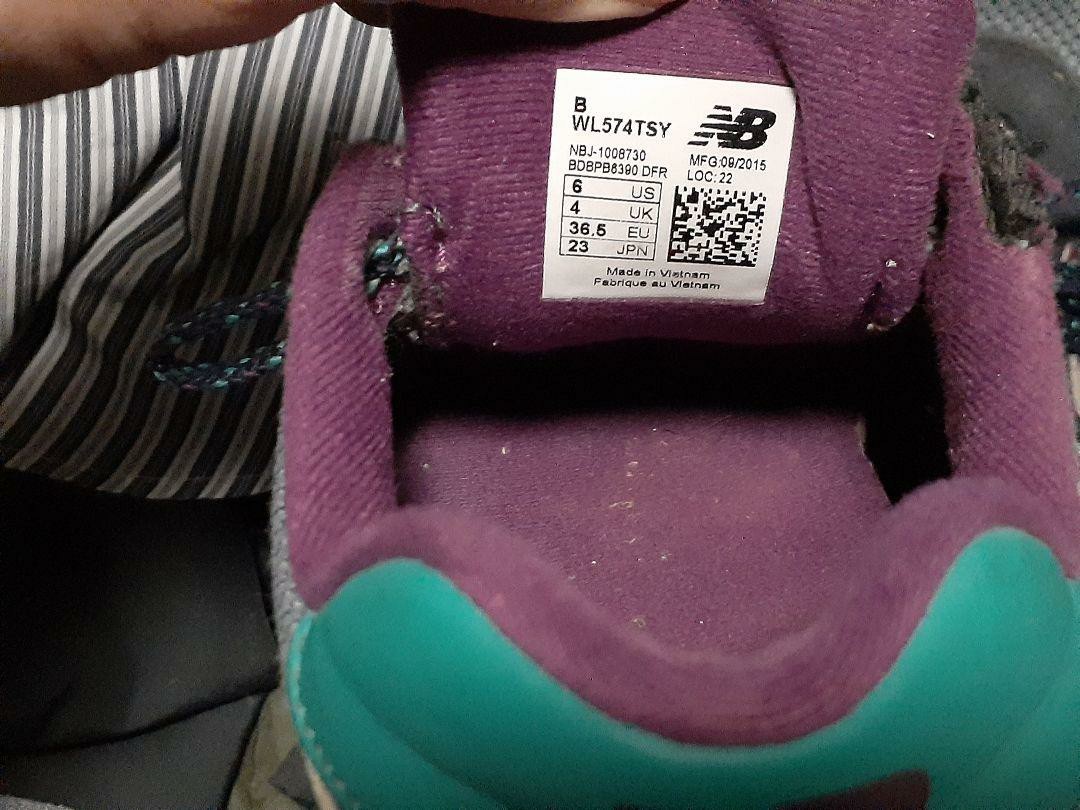 B
WL574TSY
NB
NBJ-1008730
MFG:09/2015
BDBPB6390 DFR
LOC: 22
6 US
4 UK
36.5 EU
23 JPN
Made in Vietnam
Fabrique au Vietnam